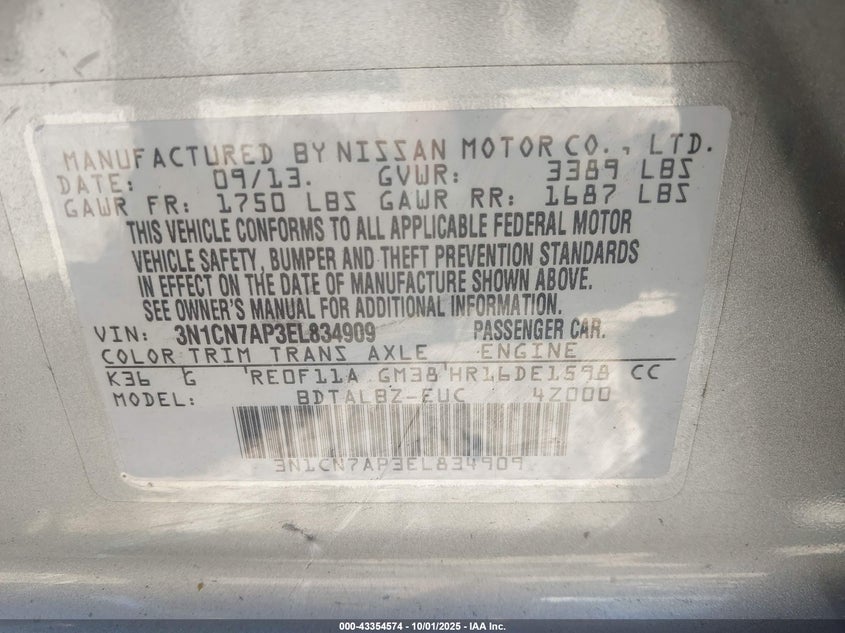 MANUFACTURED BY NISSAN MOTOR CO., LTD.
DATE: 09/13. GVWR: 3389 LBS
GAWR FR: 1750 LBS GAWR RR: 1687 LBS
THIS VEHICLE CONFORMS TO ALL APPLICABLE FEDERAL MOTOR
VEHICLE SAFETY, BUMPER AND THEFT PREVENTION STANDARDS
IN EFFECT ON THE DATE OF MANUFACTURE SHOWN ABOVE.
SEE OWNER'S MANUAL FOR ADDITIONAL INFORMATION.
VIN: 3N1CN7AP3EL834909 PASSENGER CAR.
COLOR TRIM TRANS AXLE ENGINE
K36 G RE0F11A GM38 HR16DE1598 CC
MODEL: BDTALBZ-EUC 4Z000
3N1CN7AP3EL834909
000-43354574 - 10/01/2025 - IAA Inc.